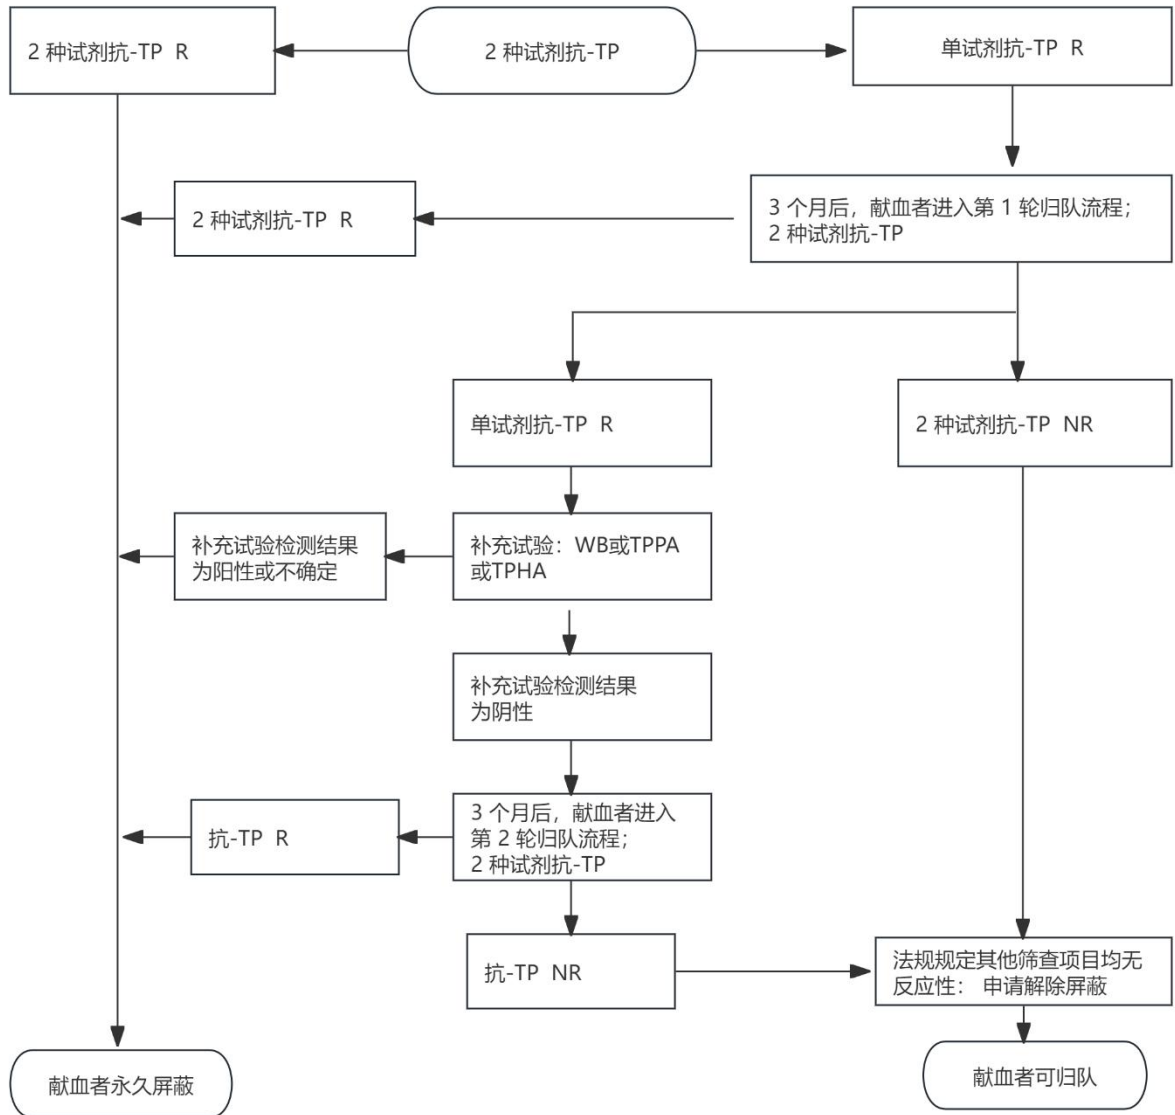 2 种试剂抗-TP R
2 种试剂抗-TP
单试剂抗-TP R
2 种试剂抗-TP R
3 个月后，献血者进入第 1 轮归队流程；
2 种试剂抗-TP
单试剂抗-TP R
2 种试剂抗-TP NR
补充试验检测结果
为阳性或不确定
补充试验：WB或TPPA
或TPHA
补充试验检测结果
为阴性
抗-TP R
3 个月后，献血者进入
第 2 轮归队流程；
2 种试剂抗-TP
抗-TP NR
法规规定其他筛查项目均无
反应性： 申请解除屏蔽
献血者永久屏蔽
献血者可归队